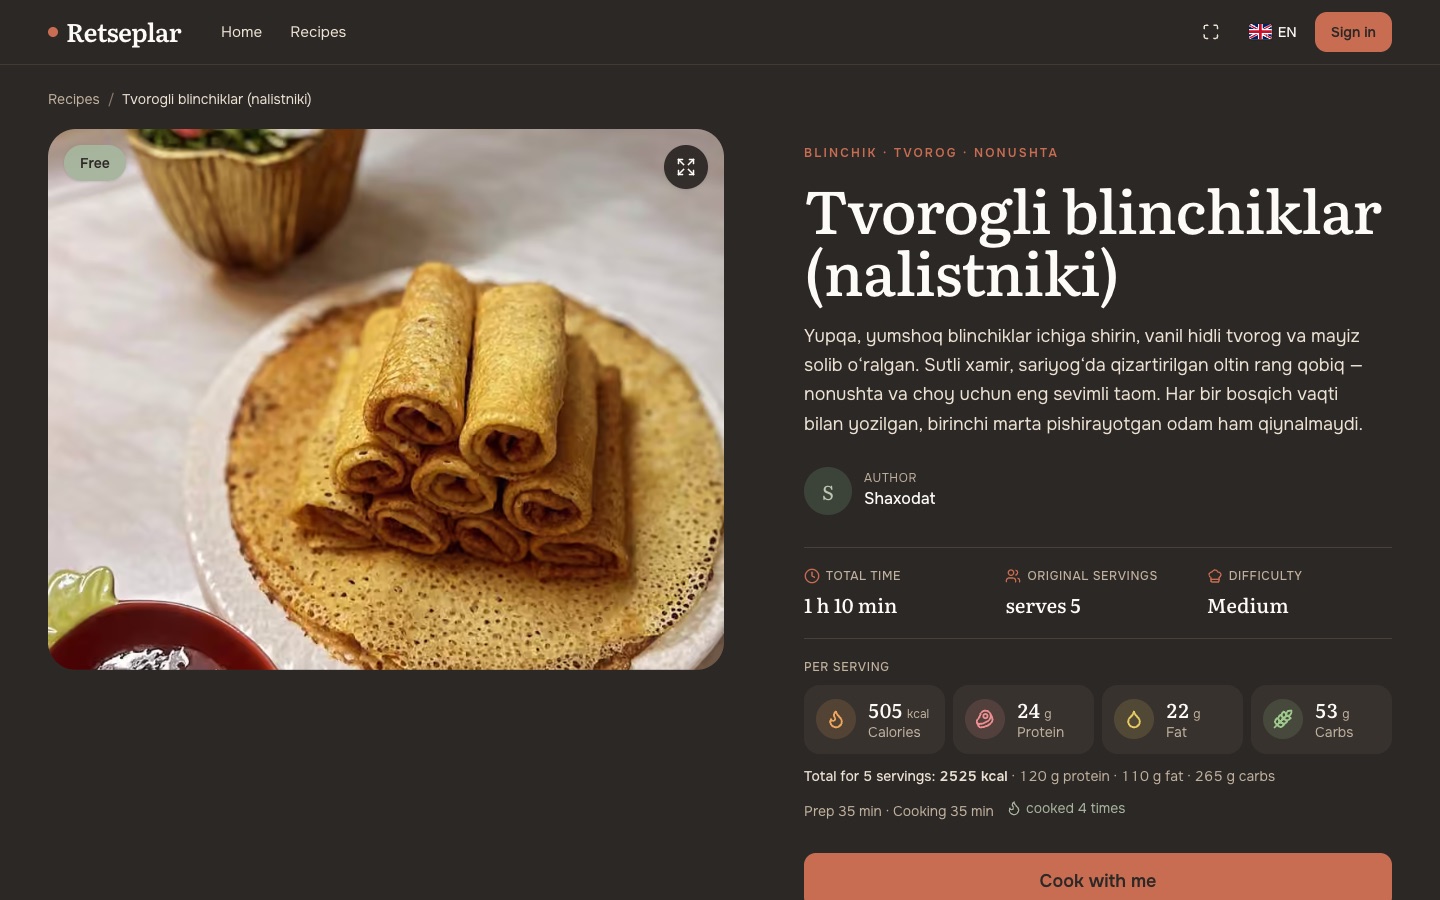 Retseplar
Home
Recipes
EN
Sign in
Recipes / Tvorogli blinchiklar (nalistniki)
Free
BLINCHIK · TVOROG · NONUSHTA
Tvorogli blinchiklar
(nalistniki)
Yupqa, yumshoq blinchiklar ichiga shirin, vanil hidli tvorog va mayiz
solib oʻralgan. Sutli xamir, sariyogʻda qizartirilgan oltin rang qobiq —
nonushta va choy uchun eng sevimli taom. Har bir bosqich vaqti
bilan yozilgan, birinchi marta pishirayotgan odam ham qiynalmaydi.
S
AUTHOR
Shaxodat
TOTAL TIME
1 h 10 min
ORIGINAL SERVINGS
serves 5
DIFFICULTY
Medium
PER SERVING
505 kcal
Calories
24 g
Protein
22 g
Fat
53 g
Carbs
Total for 5 servings: 2525 kcal · 120 g protein · 110 g fat · 265 g carbs
Prep 35 min · Cooking 35 min
cooked 4 times
Cook with me